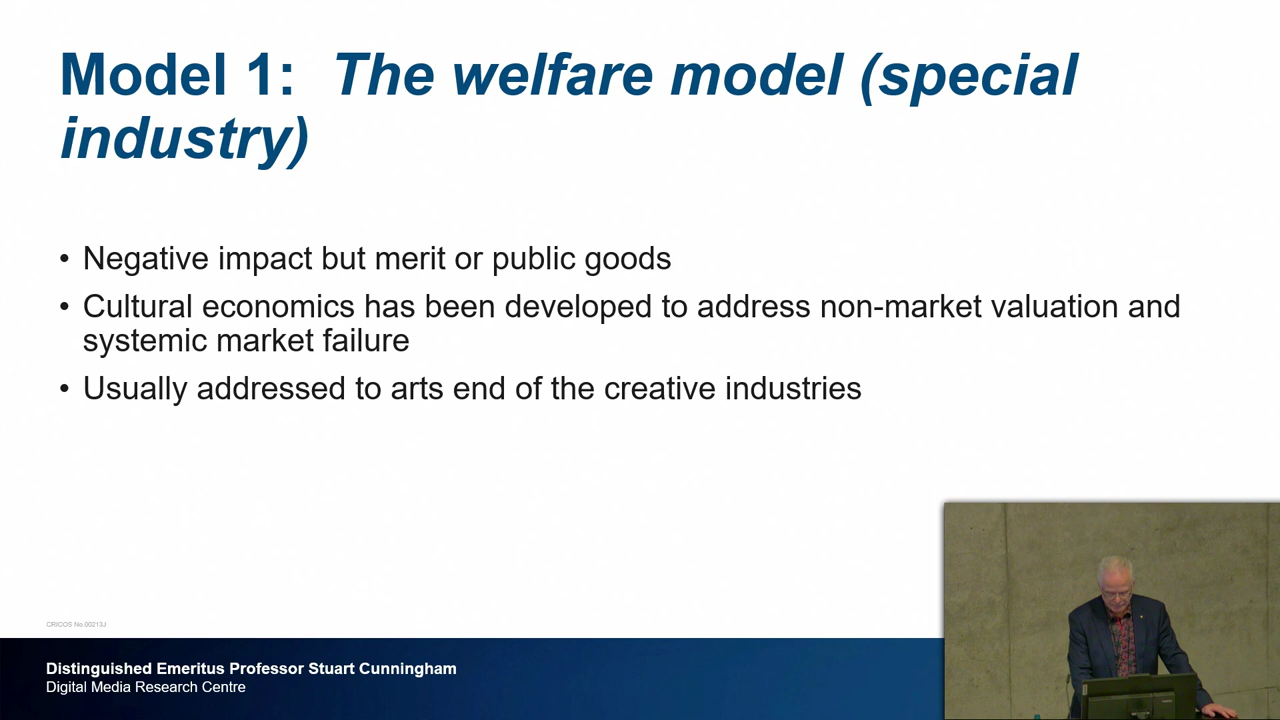 Model 1: The welfare model (special
industry)
• Negative impact but merit or public goods
• Cultural economics has been developed to address non-market valuation and
systemic market failure
• Usually addressed to arts end of the creative industries
CRICOS No.00213J
Distinguished Emeritus Professor Stuart Cunningham
Digital Media Research Centre